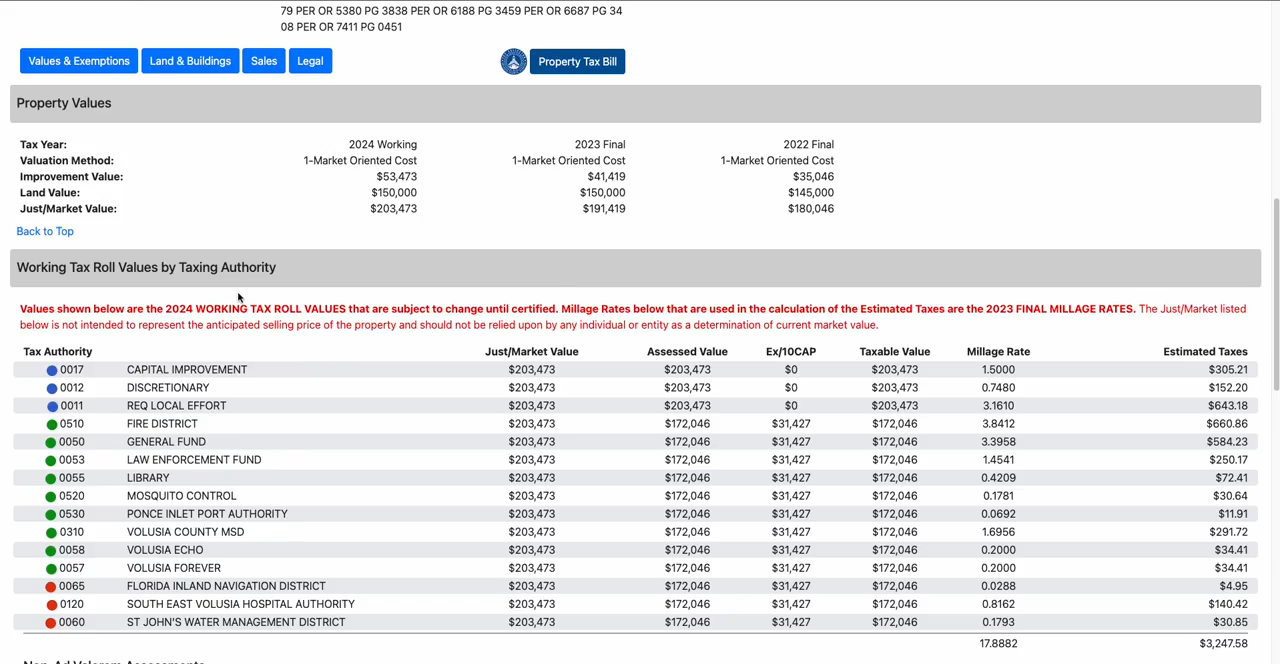 79 PER OR 5380 PG 3838 PER OR 6188 PG 3459 PER OR 6687 PG 34
08 PER OR 7411 PG 0451
Values & Exemptions Land & Buildings Sales Legal Property Tax Bill
Property Values
Tax Year: 2024 Working 2023 Final 2022 Final
Valuation Method: 1-Market Oriented Cost 1-Market Oriented Cost 1-Market Oriented Cost
Improvement Value: $53,473 $41,419 $35,046
Land Value: $150,000 $150,000 $145,000
Just/Market Value: $203,473 $191,419 $180,046
Back to Top
Working Tax Roll Values by Taxing Authority
Values shown below are the 2024 WORKING TAX ROLL VALUES that are subject to change until certified. Millage Rates below that are used in the calculation of the Estimated Taxes are the 2023 FINAL MILLAGE RATES. The Just/Market listed
below is not intended to represent the anticipated selling price of the property and should not be relied upon by any individual or entity as a determination of current market value.
Tax Authority Just/Market Value Assessed Value Ex/10CAP Taxable Value Millage Rate Estimated Taxes
0017 CAPITAL IMPROVEMENT $203,473 $203,473 $0 $203,473 1.5000 $305.21
0012 DISCRETIONARY $203,473 $203,473 $0 $203,473 0.7480 $152.20
0011 REQ LOCAL EFFORT $203,473 $203,473 $0 $203,473 3.1610 $643.18
0510 FIRE DISTRICT $203,473 $172,046 $31,427 $172,046 3.8412 $660.86
0050 GENERAL FUND $203,473 $172,046 $31,427 $172,046 3.3958 $584.23
0053 LAW ENFORCEMENT FUND $203,473 $172,046 $31,427 $172,046 1.4541 $250.17
0055 LIBRARY $203,473 $172,046 $31,427 $172,046 0.4209 $72.41
0520 MOSQUITO CONTROL $203,473 $172,046 $31,427 $172,046 0.1781 $30.64
0530 PONCE INLET PORT AUTHORITY $203,473 $172,046 $31,427 $172,046 0.0692 $11.91
0310 VOLUSIA COUNTY MSD $203,473 $172,046 $31,427 $172,046 1.6956 $291.72
0058 VOLUSIA ECHO $203,473 $172,046 $31,427 $172,046 0.2000 $34.41
0057 VOLUSIA FOREVER $203,473 $172,046 $31,427 $172,046 0.2000 $34.41
0065 FLORIDA INLAND NAVIGATION DISTRICT $203,473 $172,046 $31,427 $172,046 0.0288 $4.95
0120 SOUTH EAST VOLUSIA HOSPITAL AUTHORITY $203,473 $172,046 $31,427 $172,046 0.8162 $140.42
0060 ST JOHN'S WATER MANAGEMENT DISTRICT $203,473 $172,046 $31,427 $172,046 0.1793 $30.85
17.8882 $3,247.58
Non-Ad Valorem Assessments